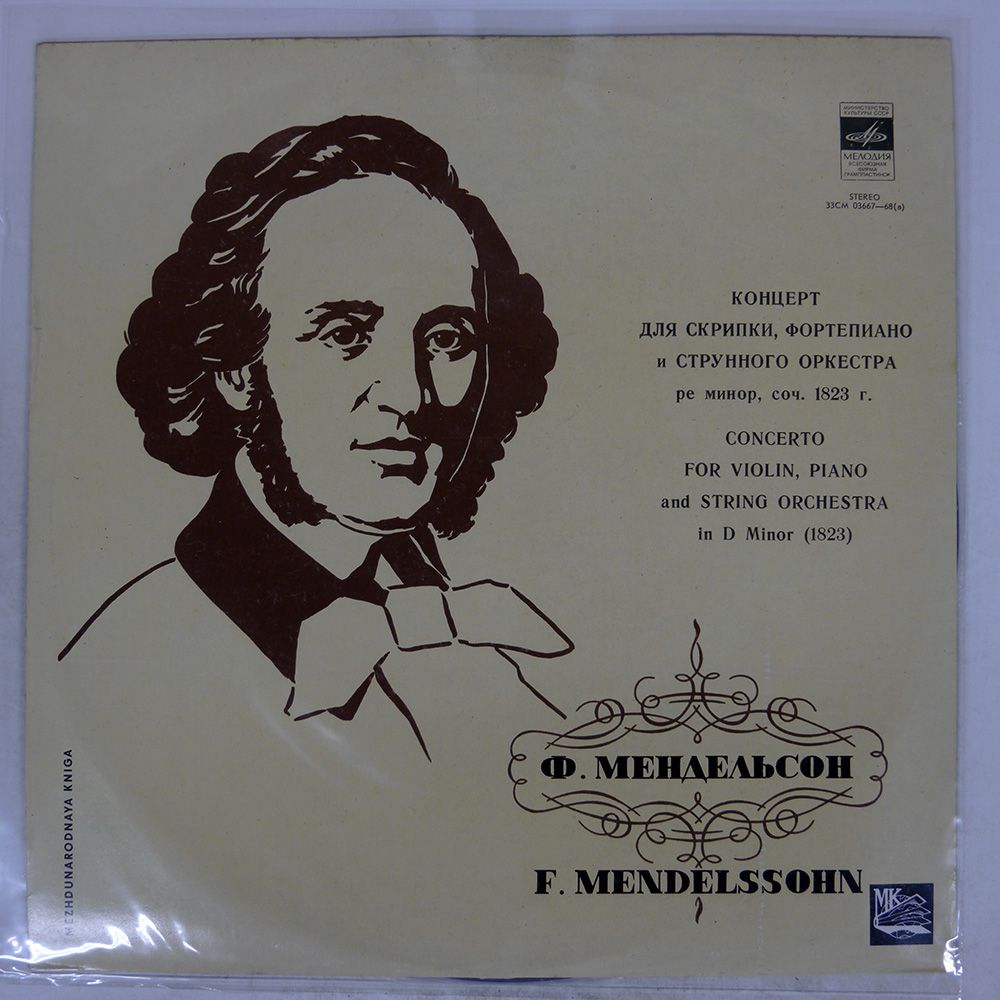 МИНИСТЕРСТВО
КУЛЬТУРЫ СССР
МЕЛОДИЯ
ВСЕСОЮЗНАЯ
ФИРМА
ГРАМПЛАСТИНОК
STEREO
33СМ 03667—68(а)
КОНЦЕРТ
ДЛЯ СКРИПКИ, ФОРТЕПИАНО
и СТРУННОГО ОРКЕСТРА
ре минор, соч. 1823 г.
CONCERTO
FOR VIOLIN, PIANO
and STRING ORCHESTRA
in D Minor (1823)
Ф. МЕНДЕЛЬСОН
F. MENDELSSOHN
MEZHDUNARODNAYA KNIGA
МК